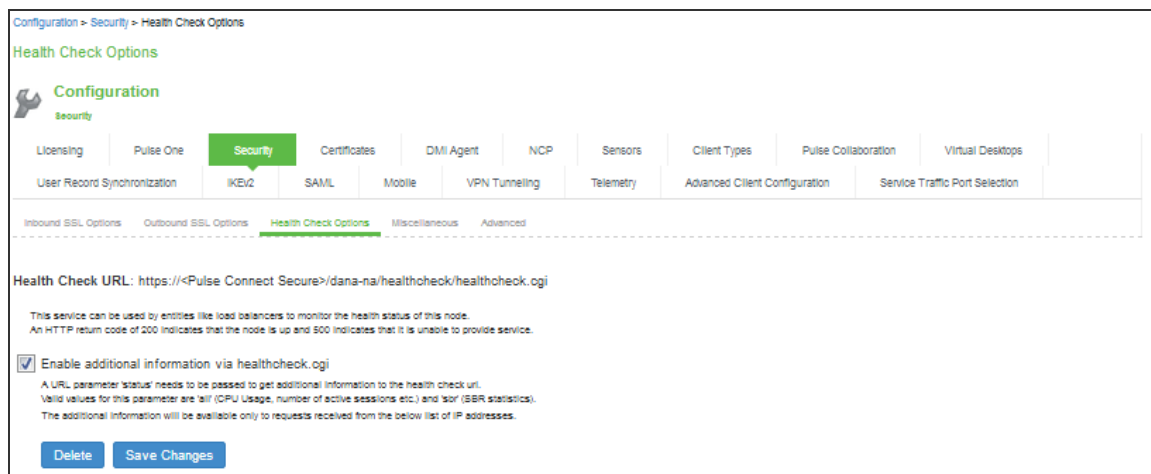 Configuration > Security > Health Check Options
Health Check Options
Configuration
Security
Licensing Pulse One Security Certificates DMI Agent NCP Sensors Client Types Pulse Collaboration Virtual Desktops
User Record Synchronization IKEv2 SAML Mobile VPN Tunneling Telemetry Advanced Client Configuration Service Traffic Port Selection
Inbound SSL Options Outbound SSL Options Health Check Options Miscellaneous Advanced
Health Check URL: https://<Pulse Connect Secure>/dana-na/healthcheck/healthcheck.cgi
This service can be used by entities like load balancers to monitor the health status of this node.
An HTTP return code of 200 indicates that the node is up and 500 indicates that it is unable to provide service.
Enable additional information via healthcheck.cgi
A URL parameter 'status' needs to be passed to get additional information to the health check url.
Valid values for this parameter are 'all' (CPU Usage, number of active sessions etc.) and 'sbr' (SBR statistics).
The additional information will be available only to requests received from the below list of IP addresses.
Delete Save Changes